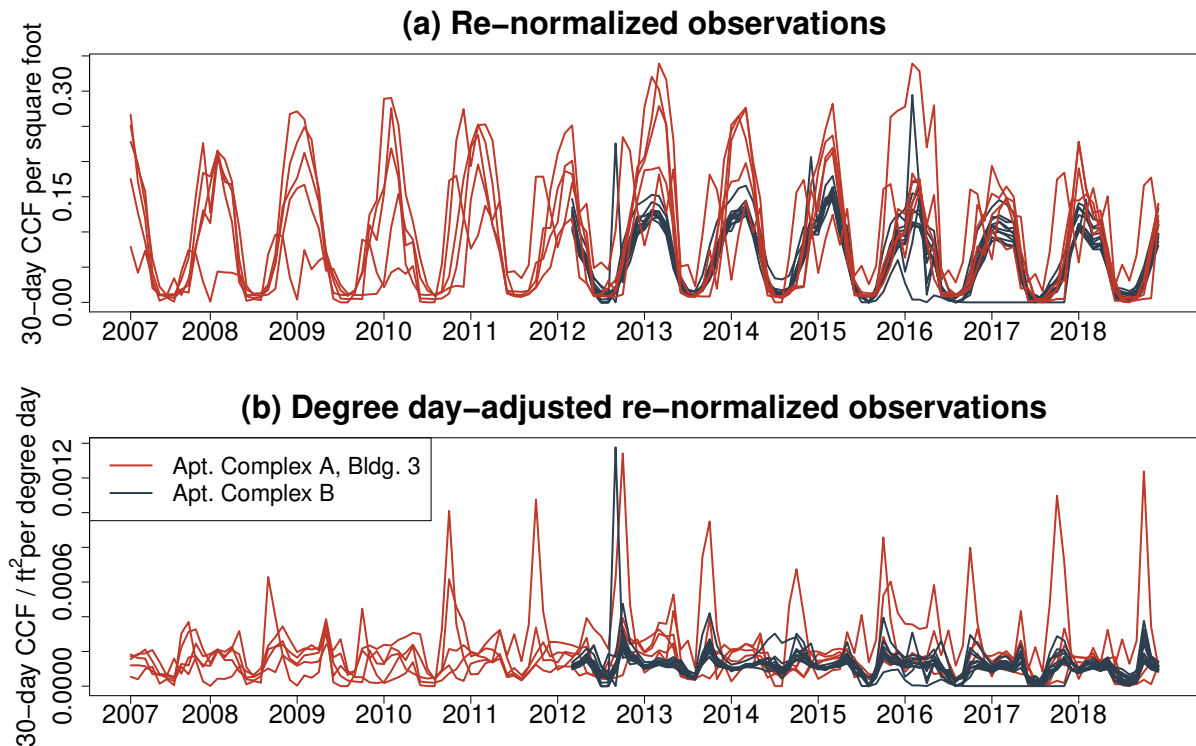 (a) Re−normalized observations
30−day CCF per square foot
0.30
0.15
0.00
2007 2008 2009 2010 2011 2012 2013 2014 2015 2016 2017 2018
(b) Degree day−adjusted re−normalized observations
30−day CCF / ft² per degree day
0.0012
0.0006
0.0000
Apt. Complex A, Bldg. 3
Apt. Complex B
2007 2008 2009 2010 2011 2012 2013 2014 2015 2016 2017 2018